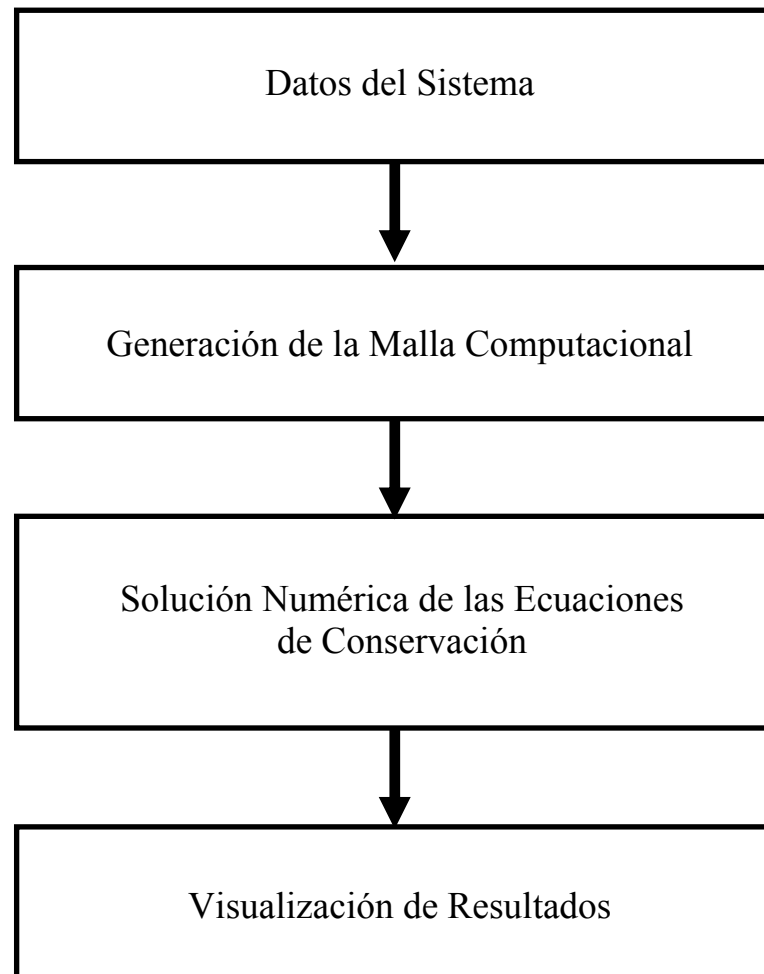 Datos del Sistema
Generación de la Malla Computacional
Solución Numérica de las Ecuaciones
de Conservación
Visualización de Resultados